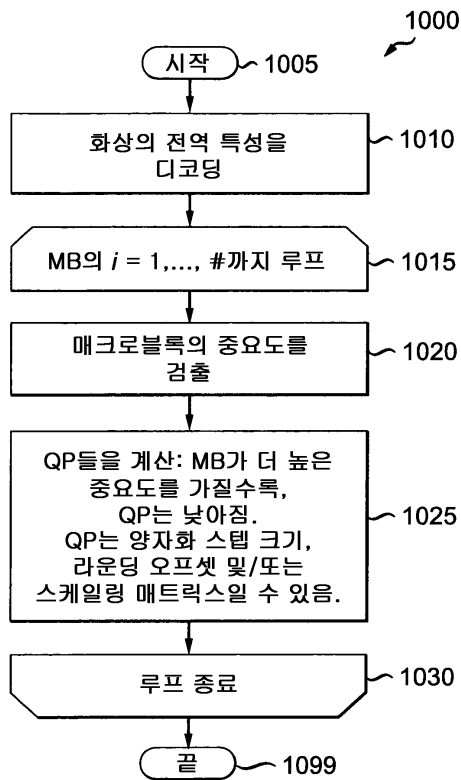 1000
시작
1005
화상의 전역 특성을
디코딩
1010
MB의 i = 1,..., #까지 루프
1015
매크로블록의 중요도를
검출
1020
QP들을 계산: MB가 더 높은
중요도를 가질수록,
QP는 낮아짐.
QP는 양자화 스텝 크기,
라운딩 오프셋 및/또는
스케일링 매트릭스일 수 있음.
1025
루프 종료
1030
끝
1099